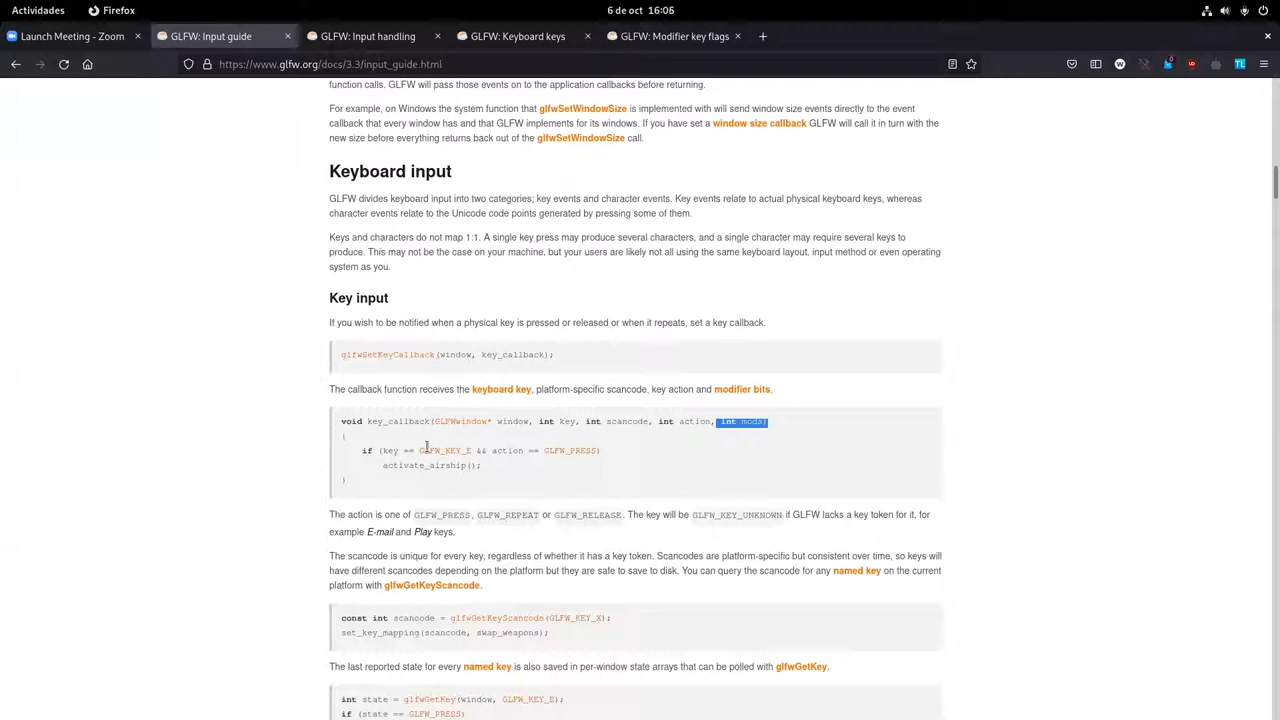 Actividades Firefox 6 de oct 16:06
Launch Meeting - Zoom GLFW: Input guide GLFW: Input handling GLFW: Keyboard keys GLFW: Modifier key flags
https://www.glfw.org/docs/3.3/input_guide.html
function calls. GLFW will pass those events on to the application callbacks before returning.
For example, on Windows the system function that glfwSetWindowSize is implemented with will send window size events directly to the event
callback that every window has and that GLFW implements for its windows. If you have set a window size callback GLFW will call it in turn with the
new size before everything returns back out of the glfwSetWindowSize call.
Keyboard input
GLFW divides keyboard input into two categories; key events and character events. Key events relate to actual physical keyboard keys, whereas
character events relate to the Unicode code points generated by pressing some of them.
Keys and characters do not map 1:1. A single key press may produce several characters, and a single character may require several keys to
produce. This may not be the case on your machine, but your users are likely not all using the same keyboard layout, input method or even operating
system as you.
Key input
If you wish to be notified when a physical key is pressed or released or when it repeats, set a key callback.
glfwSetKeyCallback(window, key_callback);
The callback function receives the keyboard key, platform-specific scancode, key action and modifier bits.
void key_callback(GLFWwindow* window, int key, int scancode, int action, int mods)
{
if (key == GLFW_KEY_E && action == GLFW_PRESS)
activate_airship();
}
The action is one of GLFW_PRESS, GLFW_REPEAT or GLFW_RELEASE. The key will be GLFW_KEY_UNKNOWN if GLFW lacks a key token for it, for
example E-mail and Play keys.
The scancode is unique for every key, regardless of whether it has a key token. Scancodes are platform-specific but consistent over time, so keys will
have different scancodes depending on the platform but they are safe to save to disk. You can query the scancode for any named key on the current
platform with glfwGetKeyScancode.
const int scancode = glfwGetKeyScancode(GLFW_KEY_X);
set_key_mapping(scancode, swap_weapons);
The last reported state for every named key is also saved in per-window state arrays that can be polled with glfwGetKey.
int state = glfwGetKey(window, GLFW_KEY_E);
if (state == GLFW_PRESS)